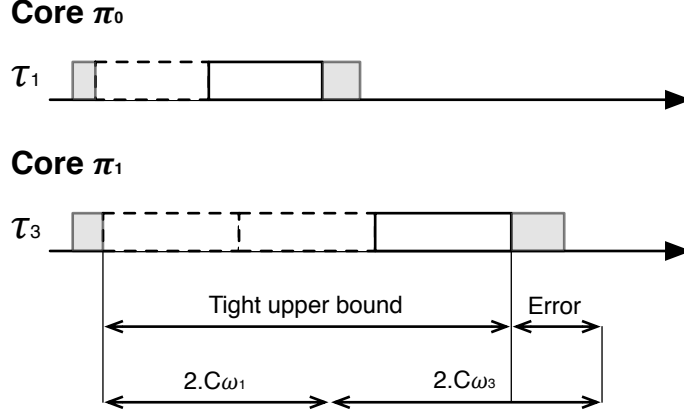 Core π₀
τ₁
Core π₁
τ₃
Tight upper bound Error
2.Cω₁ 2.Cω₃